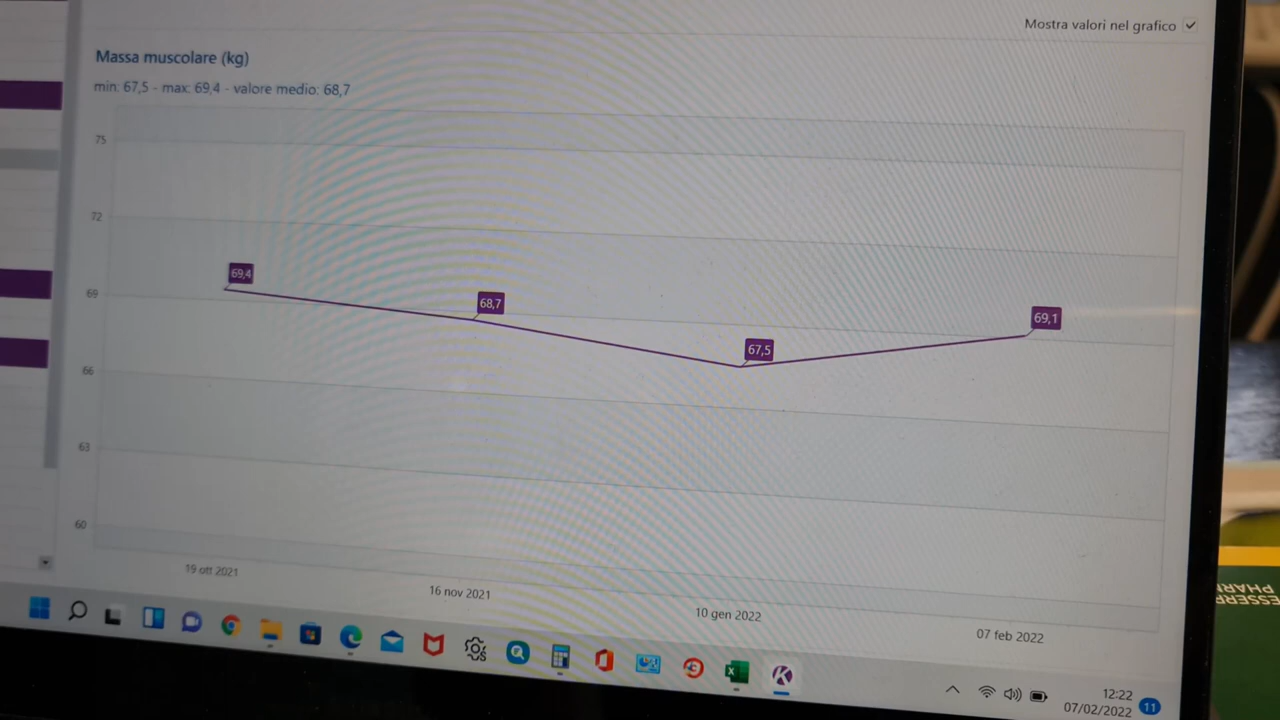 Mostra valori nel grafico
Massa muscolare (kg)
min: 67,5 - max: 69,4 - valore medio: 68,7
75
72
69
66
63
60
69,4
68,7
67,5
69,1
19 ott 2021
16 nov 2021
10 gen 2022
07 feb 2022
12:22
07/02/2022
11